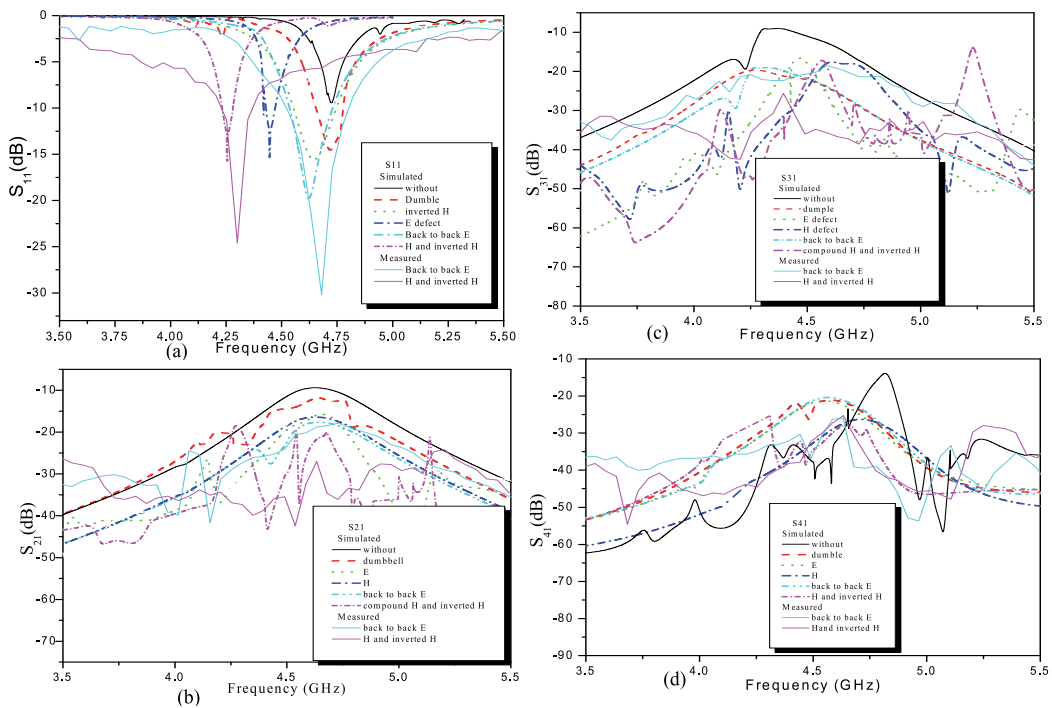 0
-5
-10
-15
-20
-25
-30
S11(dB)
S11
Simulated
without
Dumble
inverted H
E defect
Back to back E
H and inverted H
Measured
Back to back E
H and inverted H
3.50 3.75 4.00 4.25 4.50 4.75 5.00 5.25 5.50
(a)
Frequency (GHz)
-10
-20
-30
-40
-50
-60
-70
-80
S31(dB)
S31
Simulated
without
dumple
E defect
H defect
back to back E
compound H and inverted H
Measured
back to back E
H and inverted H
3.5 4.0 4.5 5.0 5.5
(c)
Frequency (GHz)
-10
-20
-30
-40
-50
-60
-70
S21(dB)
S21
Simulated
without
dumbbell
E
H
back to back E
compound H and inverted H
Measured
back to back E
H and inverted H
3.5 4.0 4.5 5.0 5.5
(b)
Frequency (GHz)
-10
-20
-30
-40
-50
-60
-70
-80
-90
S41(dB)
S41
Simulated
without
dumble
E
H
back to back E
H and inverted H
Measured
back to back E
Hand inverted H
3.5 4.0 4.5 5.0 5.5
(d)
Frequency (GHz)